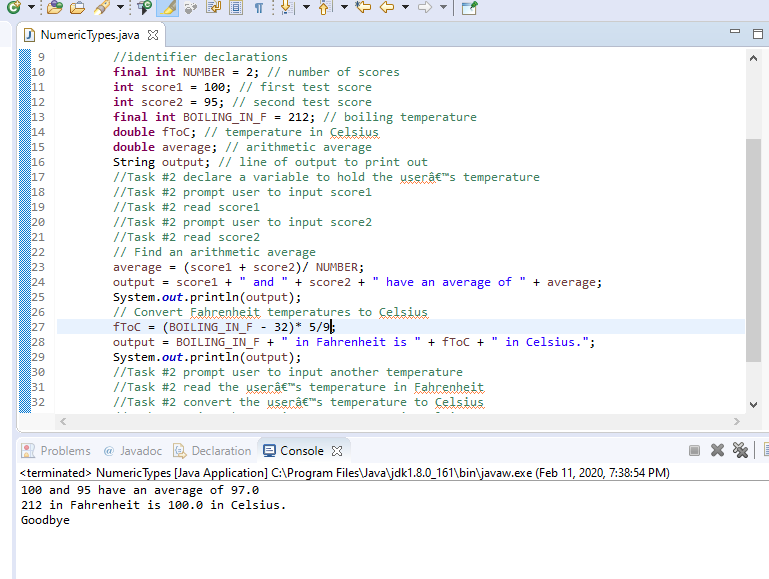 NumericTypes.java
9 //identifier declarations
10 final int NUMBER = 2; // number of scores
11 int score1 = 100; // first test score
12 int score2 = 95; // second test score
13 final int BOILING_IN_F = 212; // boiling temperature
14 double fToC; // temperature in Celsius
15 double average; // arithmetic average
16 String output; // line of output to print out
17 //Task #2 declare a variable to hold the userâ€™s temperature
18 //Task #2 prompt user to input score1
19 //Task #2 read score1
20 //Task #2 prompt user to input score2
21 //Task #2 read score2
22 // Find an arithmetic average
23 average = (score1 + score2)/ NUMBER;
24 output = score1 + " and " + score2 + " have an average of " + average;
25 System.out.println(output);
26 // Convert Fahrenheit temperatures to Celsius
27 fToC = (BOILING_IN_F - 32)* 5/9;
28 output = BOILING_IN_F + " in Fahrenheit is " + fToC + " in Celsius.";
29 System.out.println(output);
30 //Task #2 prompt user to input another temperature
31 //Task #2 read the userâ€™s temperature in Fahrenheit
32 //Task #2 convert the userâ€™s temperature to Celsius
Problems @ Javadoc Declaration Console
<terminated> NumericTypes [Java Application] C:\Program Files\Java\jdk1.8.0_161\bin\javaw.exe (Feb 11, 2020, 7:38:54 PM)
100 and 95 have an average of 97.0
212 in Fahrenheit is 100.0 in Celsius.
Goodbye